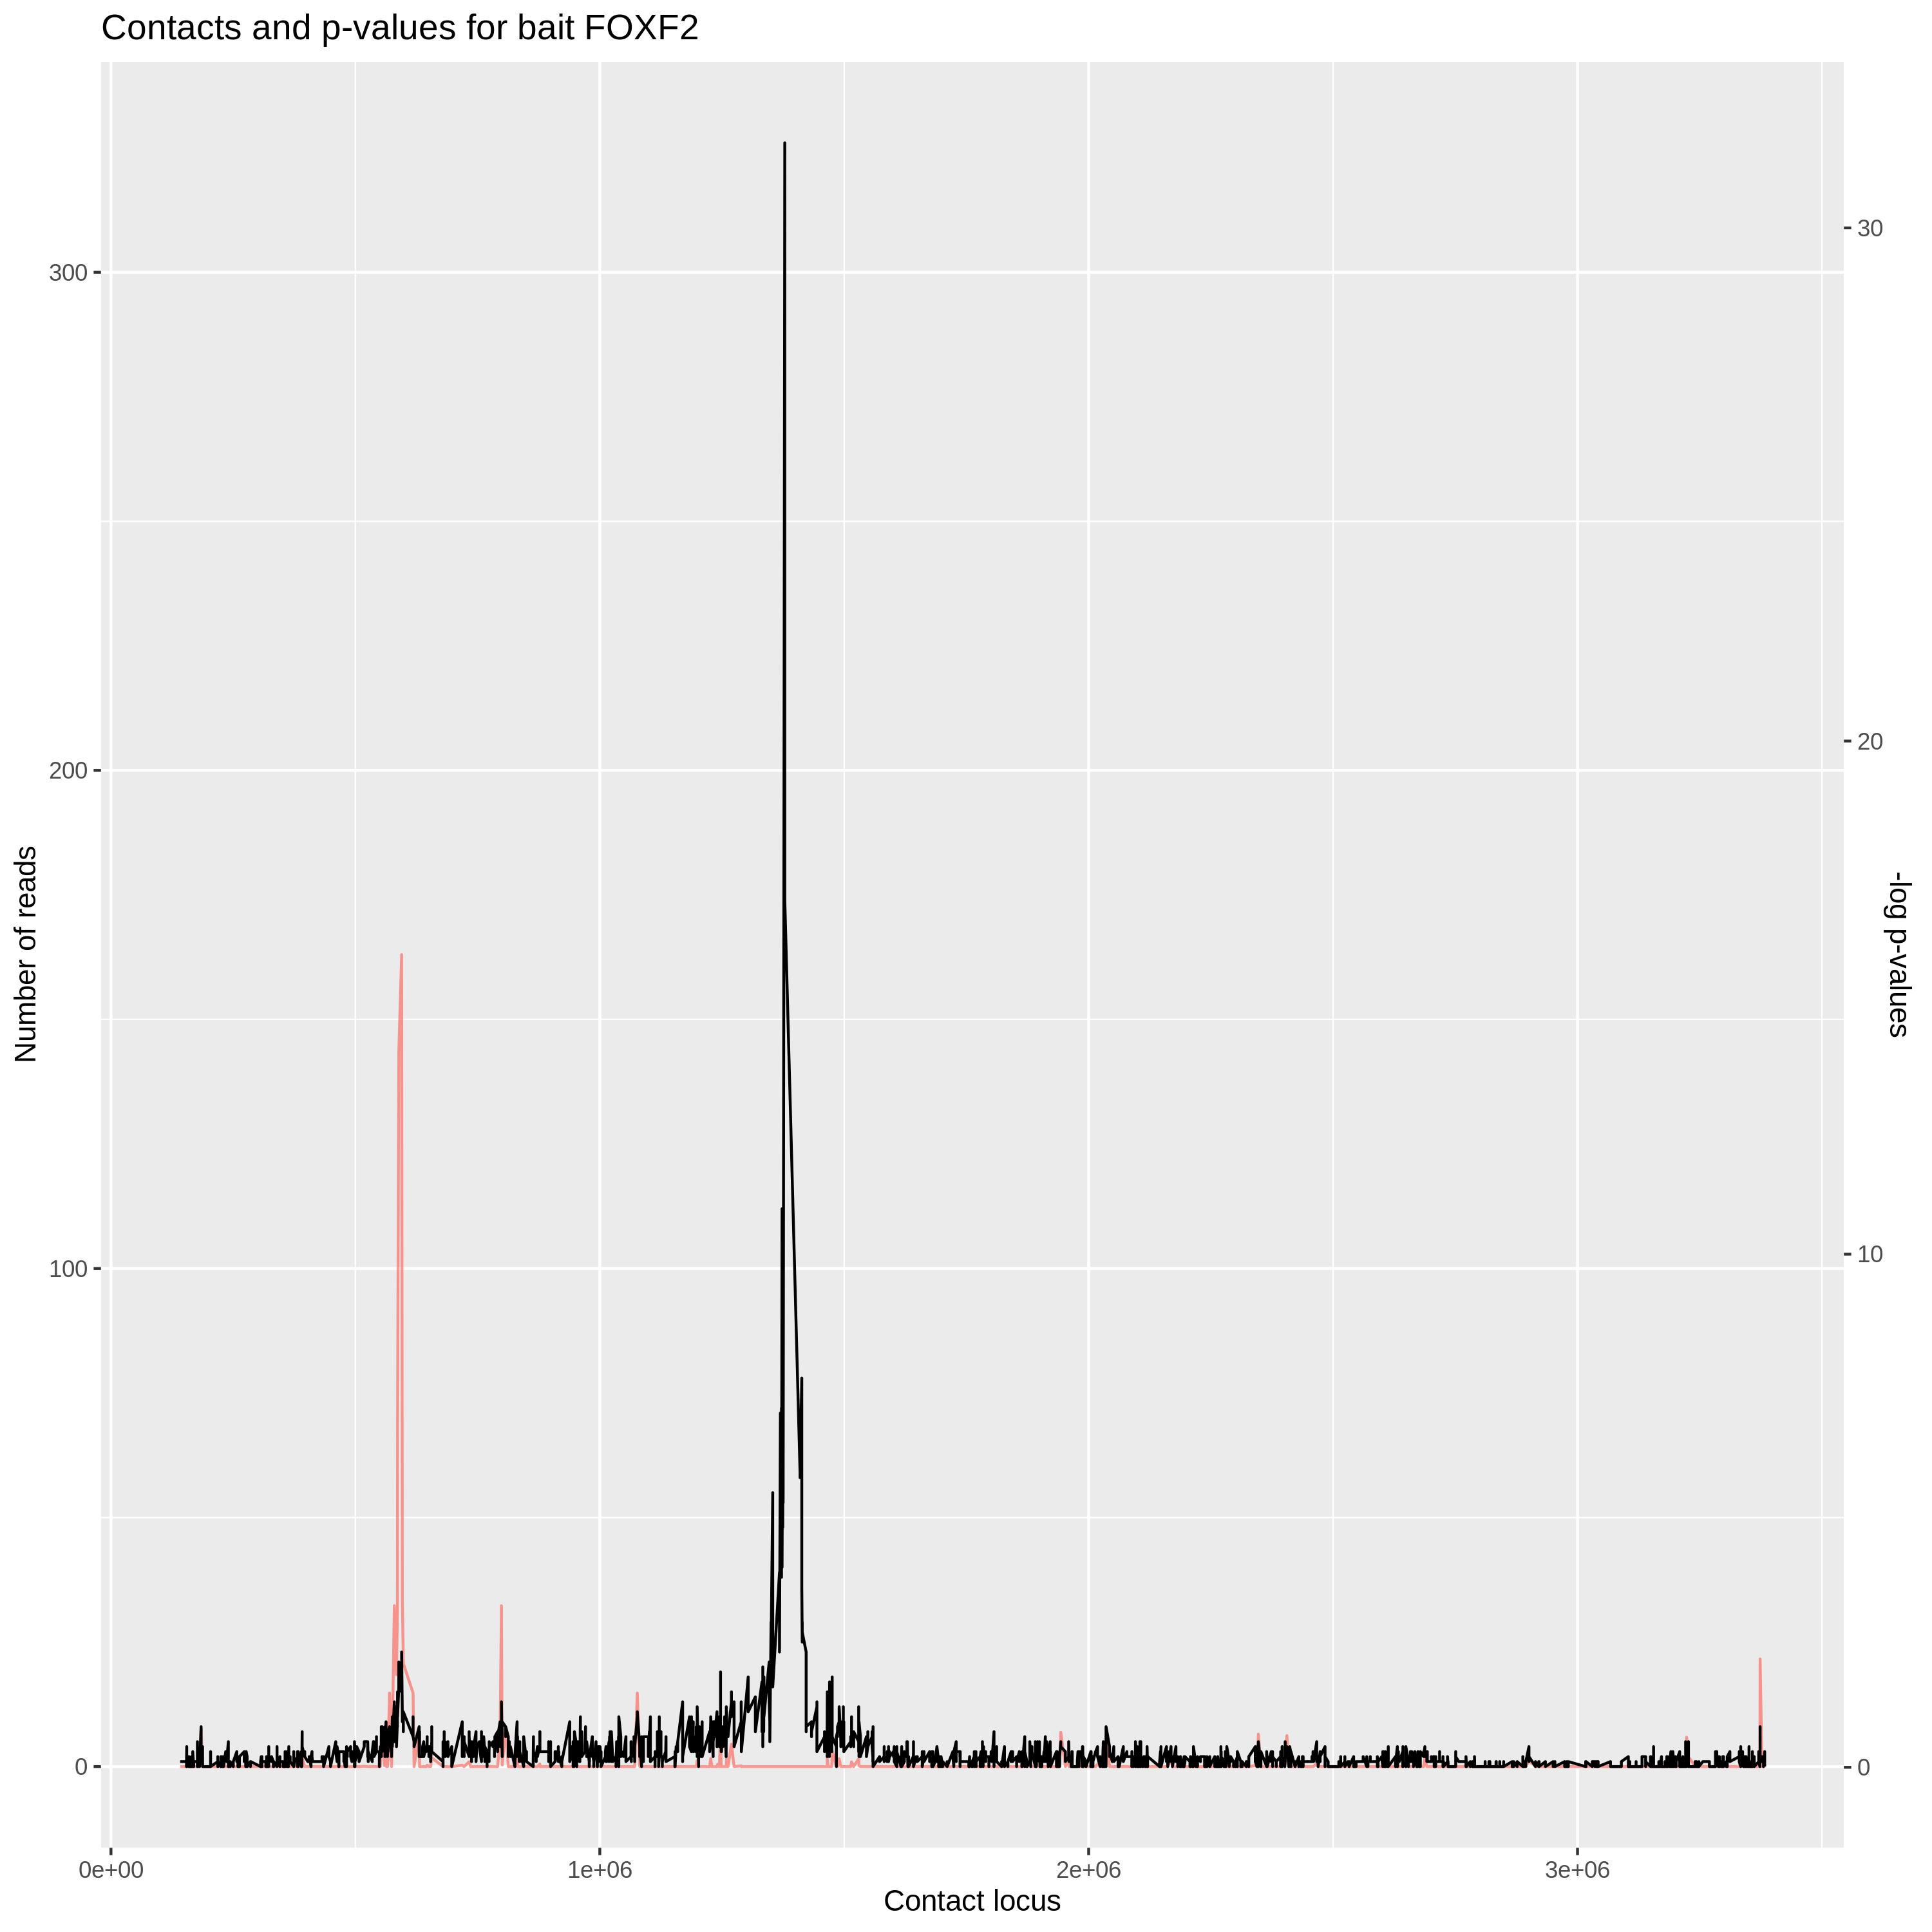 Contacts and p-values for bait FOXF2
300
200
100
0
Number of reads
30
20
10
0
-log p-values
0e+00 1e+06 2e+06 3e+06
Contact locus